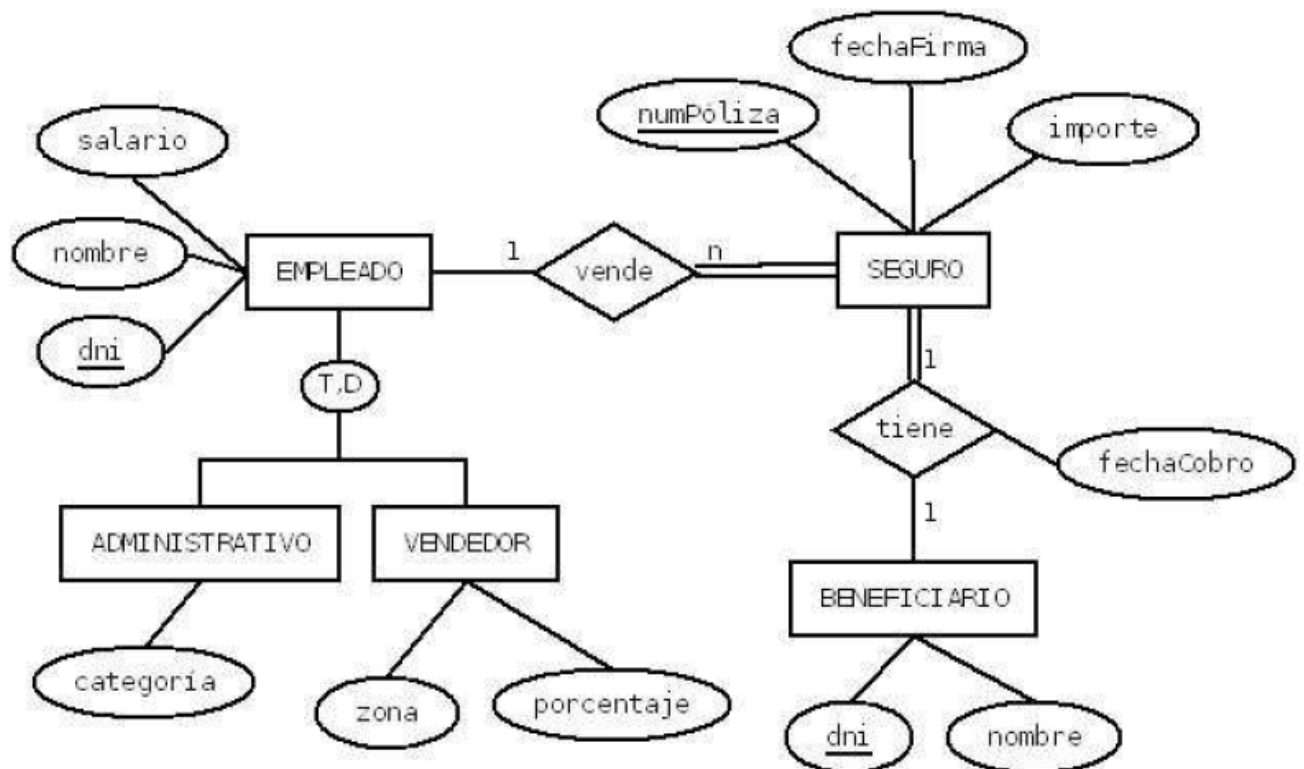 fechaFirma
numPóliza
importe
salario
nombre
dni
EMPLEADO
1
vende
n
SEGURO
T,D
1
tiene
fechaCobro
1
ADMINISTRATIVO
VENDEDOR
BENEFICIARIO
categoría
zona
porcentaje
dni
nombre